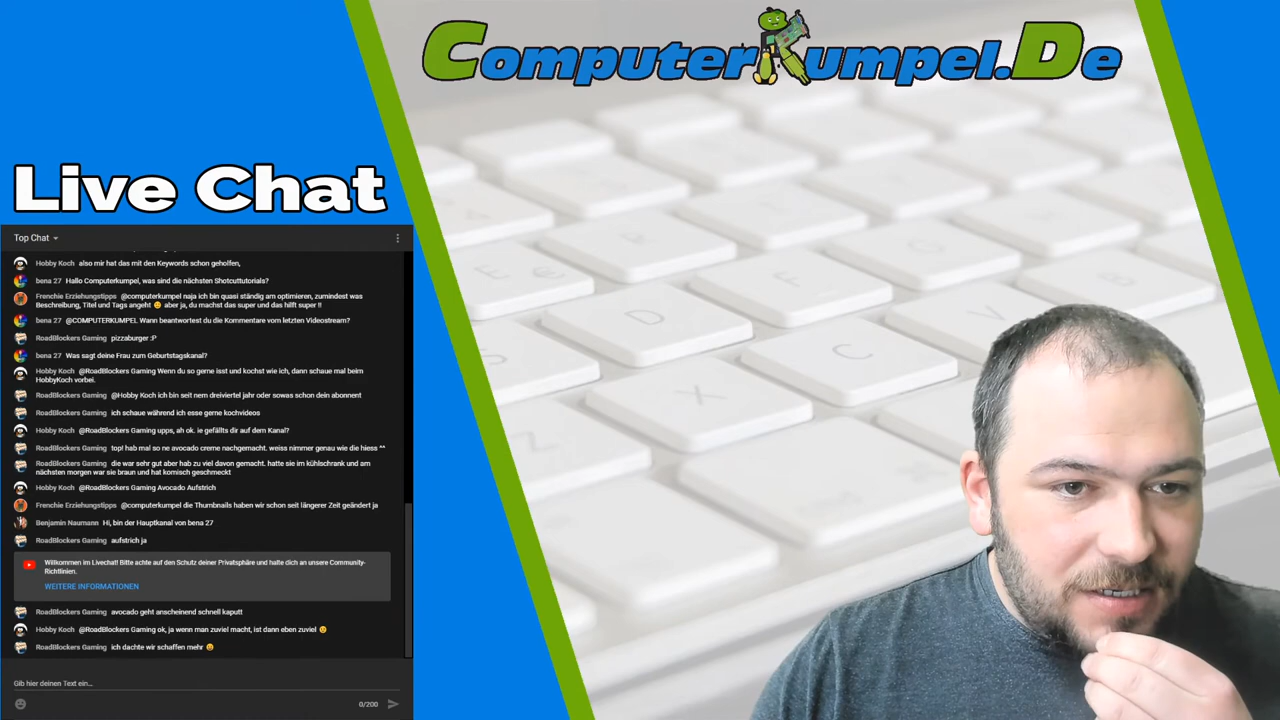 ComputerKumpel.De
Live Chat
Top Chat
Hobby Koch also mir hat das mit den Keywords schon geholfen,
bena 27 Hallo Computerkumpel, was sind die nächsten Shotcuttutorials?
Frenchie Erziehungstipps @computerkumpel naja ich bin quasi ständig am optimieren, zumindest was
Beschreibung, Titel und Tags angeht aber ja, du machst das super und das hilft super !!
bena 27 @COMPUTERKUMPEL Wann beantwortest du die Kommentare vom letzten Videostream?
RoadBlockers Gaming pizzaburger :P
bena 27 Was sagt deine Frau zum Geburtstagskanal?
Hobby Koch @RoadBlockers Gaming Wenn du so gerne isst und kochst wie ich, dann schaue mal beim
HobbyKoch vorbei.
RoadBlockers Gaming @Hobby Koch ich bin seit nem dreiviertel jahr oder sowas schon dein abonnent
RoadBlockers Gaming ich schaue während ich esse gerne kochvideos
Hobby Koch @RoadBlockers Gaming upps, ah ok. ie gefällts dir auf dem Kanal?
RoadBlockers Gaming top! hab mal so ne avocado creme nachgemacht. weiss nimmer genau wie die hiess ^^
RoadBlockers Gaming die war sehr gut aber hab zu viel davon gemacht. hatte sie im kühlschrank und am
nächsten morgen war sie braun und hat komisch geschmeckt
Hobby Koch @RoadBlockers Gaming Avocado Aufstrich
Frenchie Erziehungstipps @computerkumpel die Thumbnails haben wir schon seit längerer Zeit geändert ja
Benjamin Naumann Hi, bin der Hauptkanal von bena 27
RoadBlockers Gaming aufstrich ja
Willkommen im Livechat! Bitte achte auf den Schutz deiner Privatsphäre und halte dich an unsere Community-
Richtlinien.
WEITERE INFORMATIONEN
RoadBlockers Gaming avocado geht anscheinend schnell kaputt
Hobby Koch @RoadBlockers Gaming ok, ja wenn man zuviel macht, ist dann eben zuviel
RoadBlockers Gaming ich dachte wir schaffen mehr
Gib hier deinen Text ein...
0/200